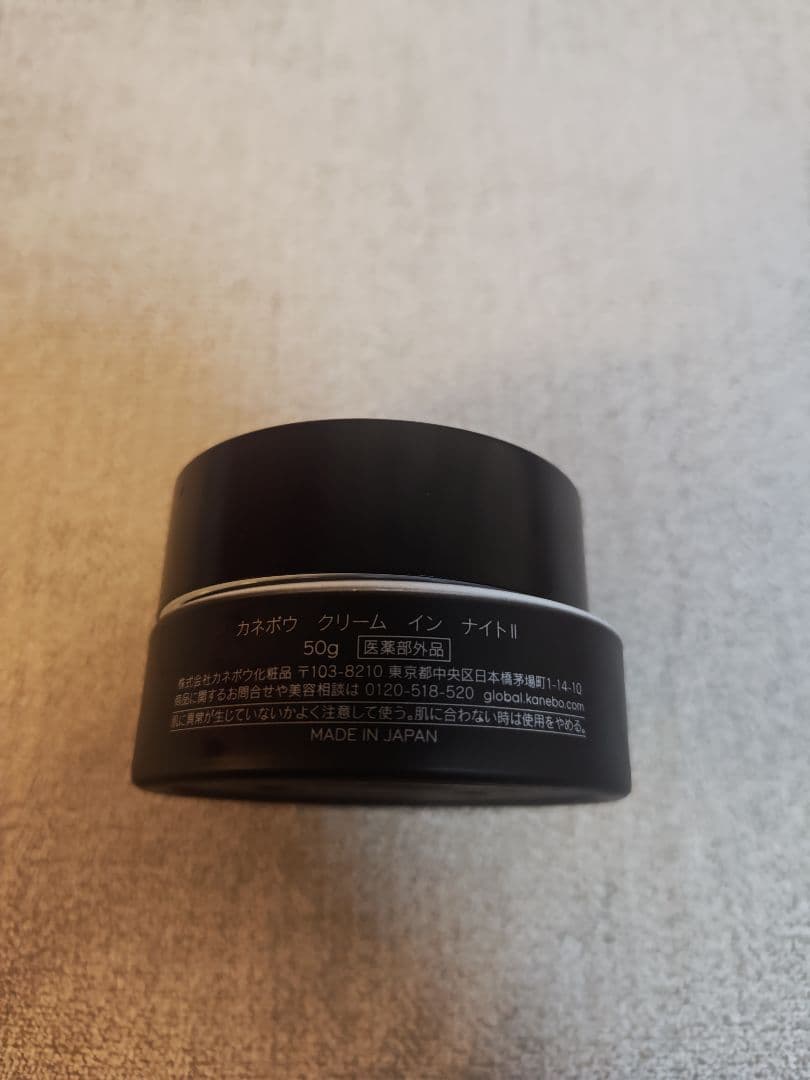 カネボウ クリーム イン ナイトⅡ
50g 医薬部外品
株式会社カネボウ化粧品 〒103-8210 東京都中央区日本橋茅場町1-14-10
商品に関するお問合せや美容相談は 0120-518-520 global.kanebo.com
肌に異常が生じていないかよく注意して使う。肌に合わない時は使用をやめる。
MADE IN JAPAN